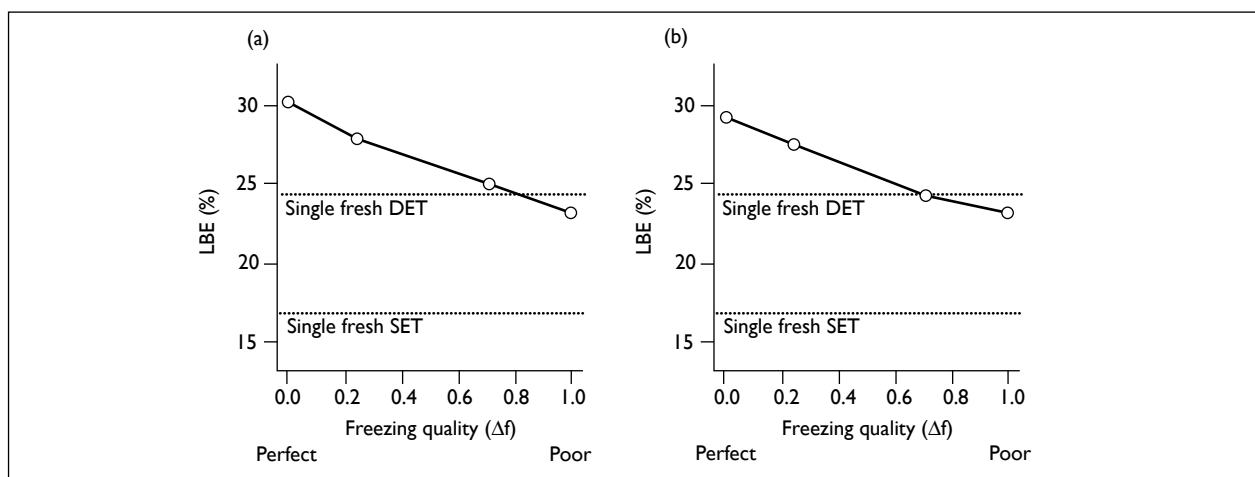 (a)
30
25
20
15
LBE (%)
Single fresh DET
Single fresh SET
0.0 0.2 0.4 0.6 0.8 1.0
Freezing quality (Δf)
Perfect Poor
(b)
30
25
20
15
LBE (%)
Single fresh DET
Single fresh SET
0.0 0.2 0.4 0.6 0.8 1.0
Freezing quality (Δf)
Perfect Poor